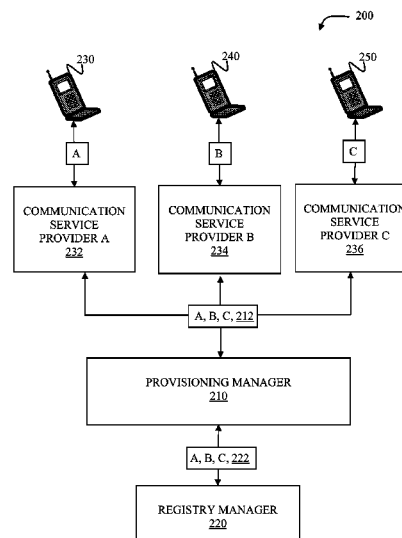 200
230
240
250
A
B
C
COMMUNICATION
SERVICE
PROVIDER A
232
COMMUNICATION
SERVICE
PROVIDER B
234
COMMUNICATION
SERVICE
PROVIDER C
236
A, B, C, 212
PROVISIONING MANAGER
210
A, B, C, 222
REGISTRY MANAGER
220